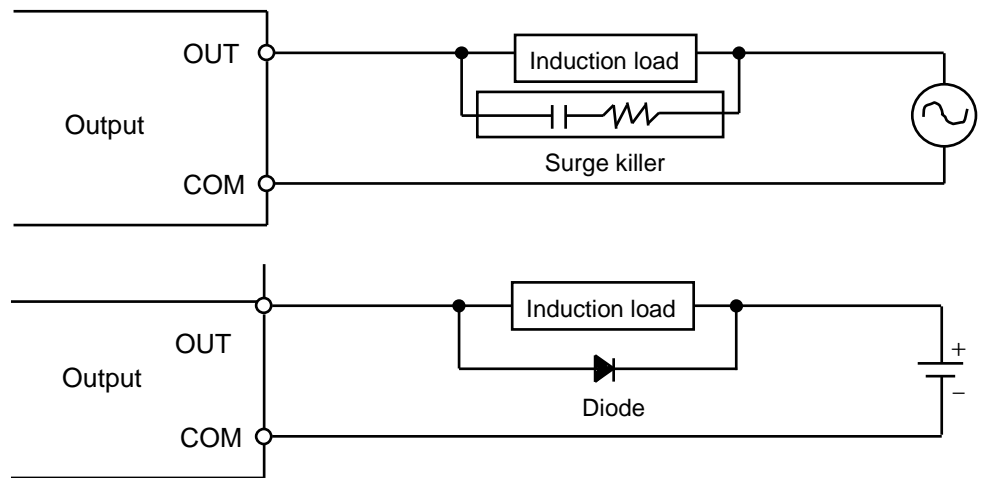 OUT
Induction load
Output
Surge killer
COM
Induction load
OUT
+
Output
−
Diode
COM